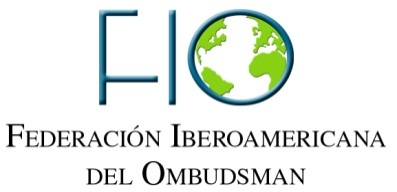 FIO
FEDERACIÓN IBEROAMERICANA
DEL OMBUDSMAN